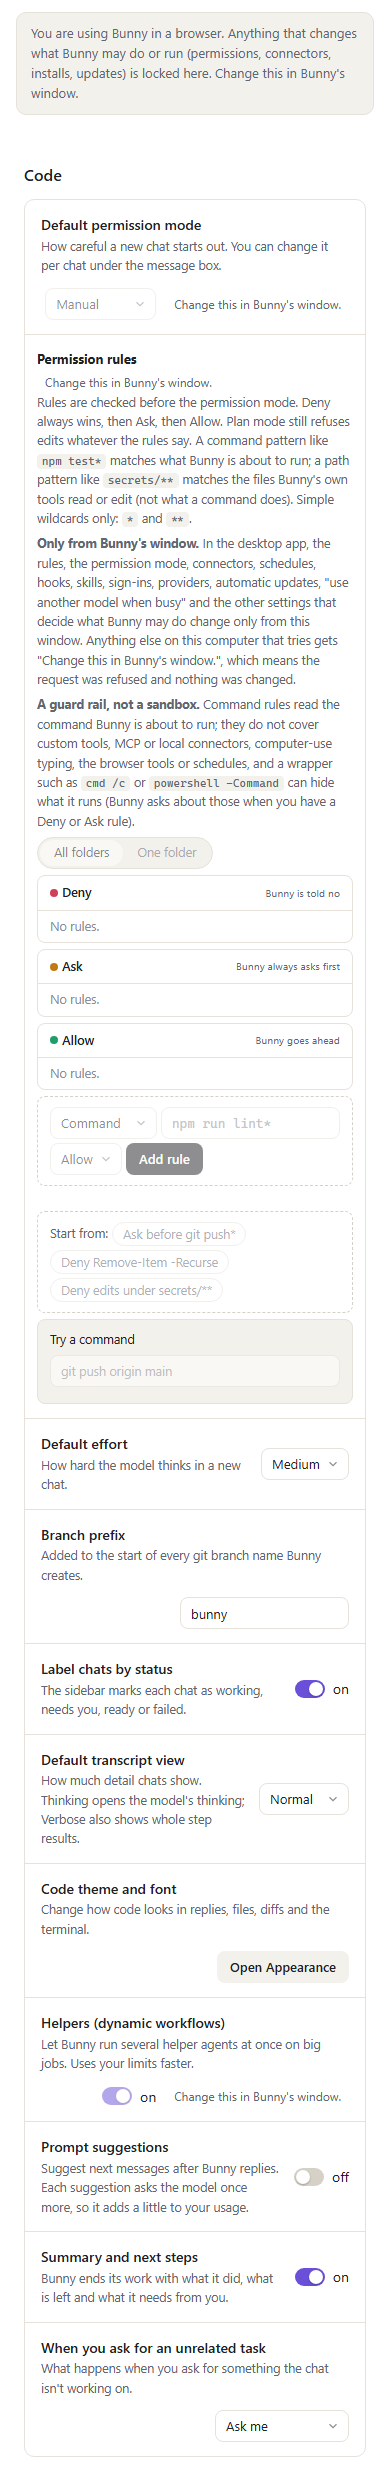 You are using Bunny in a browser. Anything that changes
what Bunny may do or run (permissions, connectors,
installs, updates) is locked here. Change this in Bunny's
window.
Code
Default permission mode
How careful a new chat starts out. You can change it
per chat under the message box.
Manual
Change this in Bunny's window.
Permission rules
Change this in Bunny's window.
Rules are checked before the permission mode. Deny
always wins, then Ask, then Allow. Plan mode still refuses
edits whatever the rules say. A command pattern like
npm test* matches what Bunny is about to run; a path
pattern like secrets/** matches the files Bunny's own
tools read or edit (not what a command does). Simple
wildcards only: * and **.
Only from Bunny's window. In the desktop app, the
rules, the permission mode, connectors, schedules,
hooks, skills, sign-ins, providers, automatic updates, "use
another model when busy" and the other settings that
decide what Bunny may do change only from this
window. Anything else on this computer that tries gets
"Change this in Bunny's window.", which means the
request was refused and nothing was changed.
A guard rail, not a sandbox. Command rules read the
command Bunny is about to run; they do not cover
custom tools, MCP or local connectors, computer-use
typing, the browser tools or schedules, and a wrapper
such as cmd /c or powershell -Command can hide
what it runs (Bunny asks about those when you have a
Deny or Ask rule).
All folders One folder
Deny Bunny is told no
No rules.
Ask Bunny always asks first
No rules.
Allow Bunny goes ahead
No rules.
Command npm run lint*
Allow Add rule
Start from: Ask before git push*
Deny Remove-Item -Recurse
Deny edits under secrets/**
Try a command
git push origin main
Default effort
How hard the model thinks in a new
chat.
Medium
Branch prefix
Added to the start of every git branch name Bunny
creates.
bunny
Label chats by status
The sidebar marks each chat as working,
needs you, ready or failed.
on
Default transcript view
How much detail chats show.
Thinking opens the model's thinking;
Verbose also shows whole step
results.
Normal
Code theme and font
Change how code looks in replies, files, diffs and the
terminal.
Open Appearance
Helpers (dynamic workflows)
Let Bunny run several helper agents at once on big
jobs. Uses your limits faster.
on Change this in Bunny's window.
Prompt suggestions
Suggest next messages after Bunny replies.
Each suggestion asks the model once
more, so it adds a little to your usage.
off
Summary and next steps
Bunny ends its work with what it did, what
is left and what it needs from you.
on
When you ask for an unrelated task
What happens when you ask for something the chat
isn't working on.
Ask me